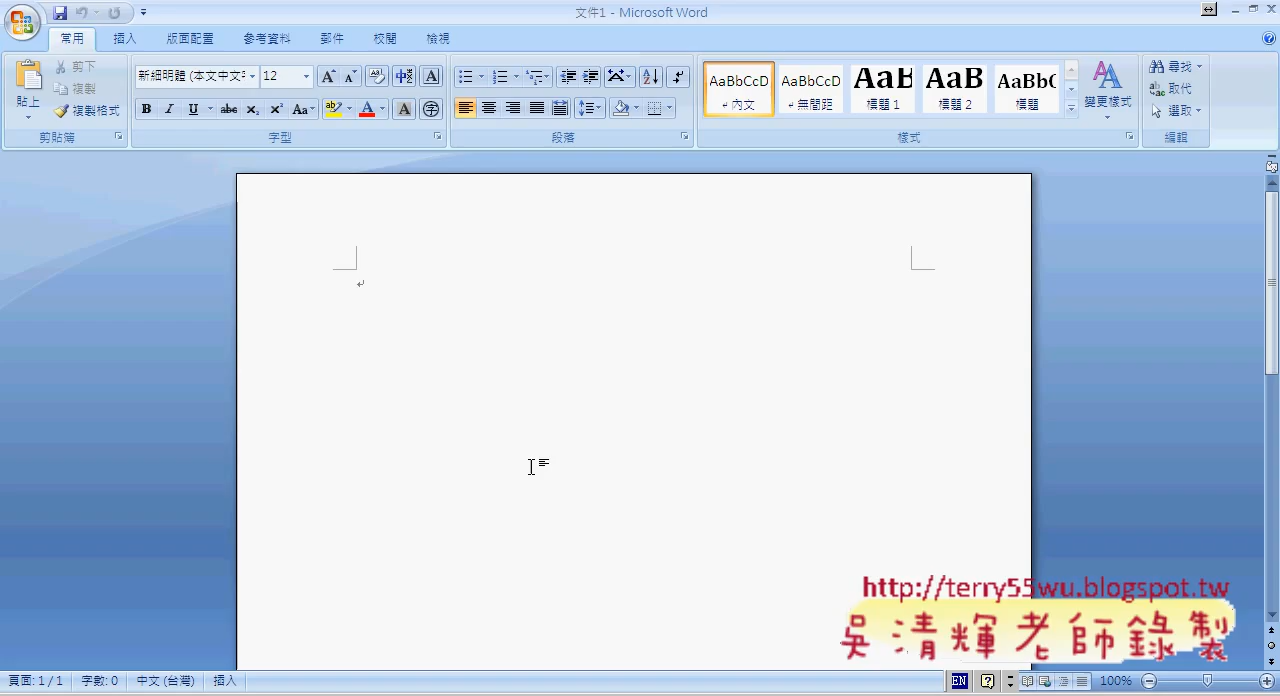 文件1 - Microsoft Word
常用 插入 版面配置 參考資料 郵件 校閱 檢視
貼上
剪下
複製
複製格式
剪貼簿
新細明體 (本文中文字 12
字型
段落
AaBbCcD AaBbCcD AaB AaB AaBbC
內文 無間距 標題 1 標題 2 標題
變更樣式
樣式
尋找
取代
選取
編輯
http://terry55wu.blogspot.tw
吳清輝老師錄製
頁面: 1/1 字數: 0 中文 (台灣) 插入 EN 100%